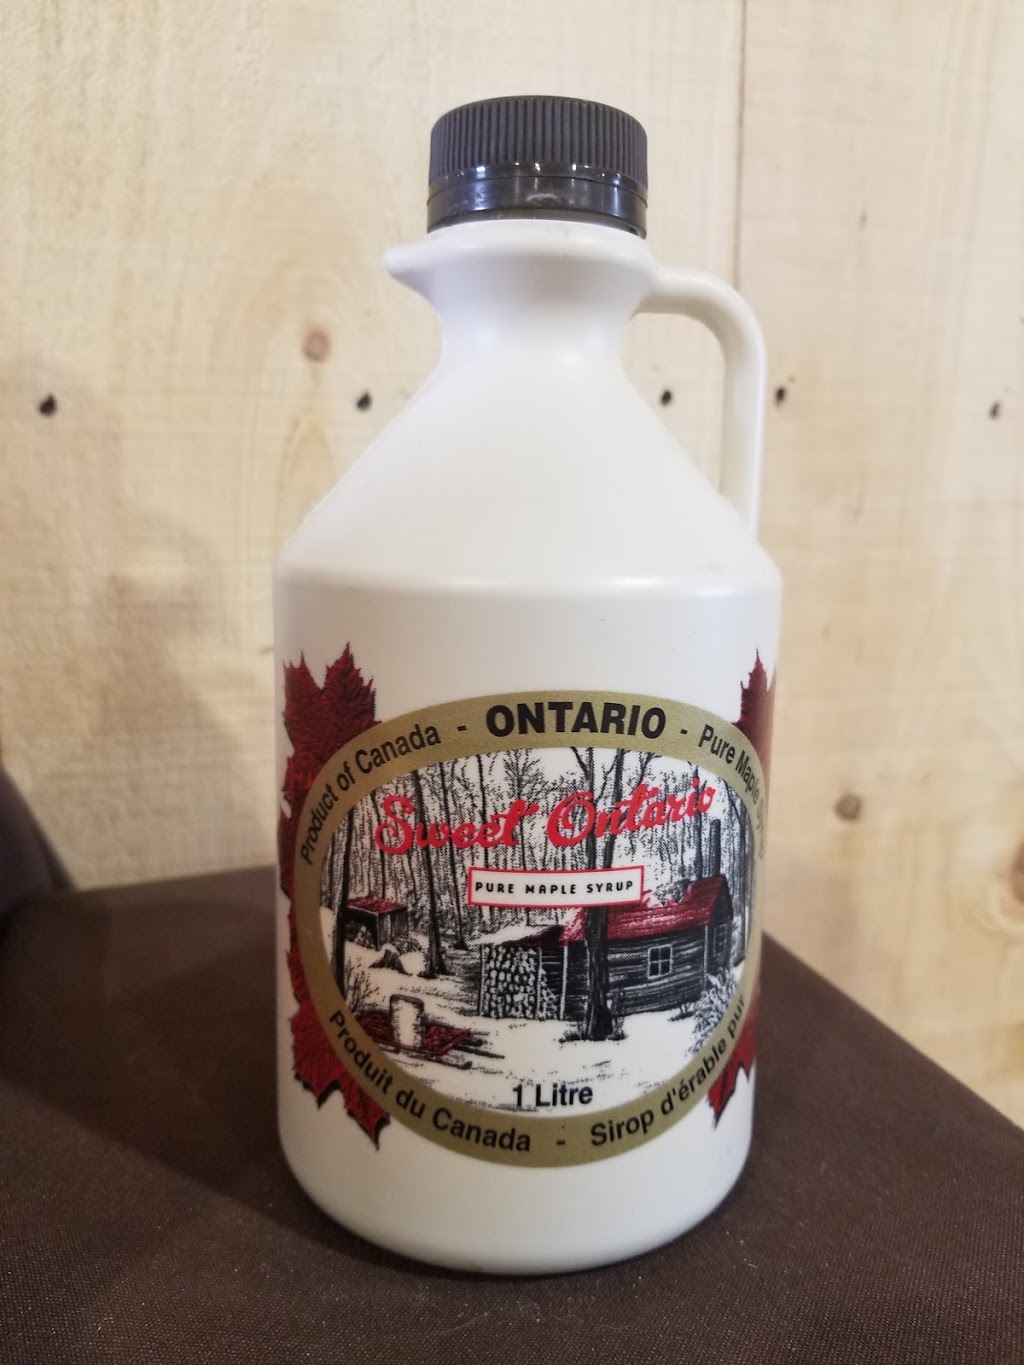 Product of Canada - ONTARIO - Pure Maple Syrup
Sweet Ontario
PURE MAPLE SYRUP
1 Litre
Produit du Canada - Sirop d'érable pur